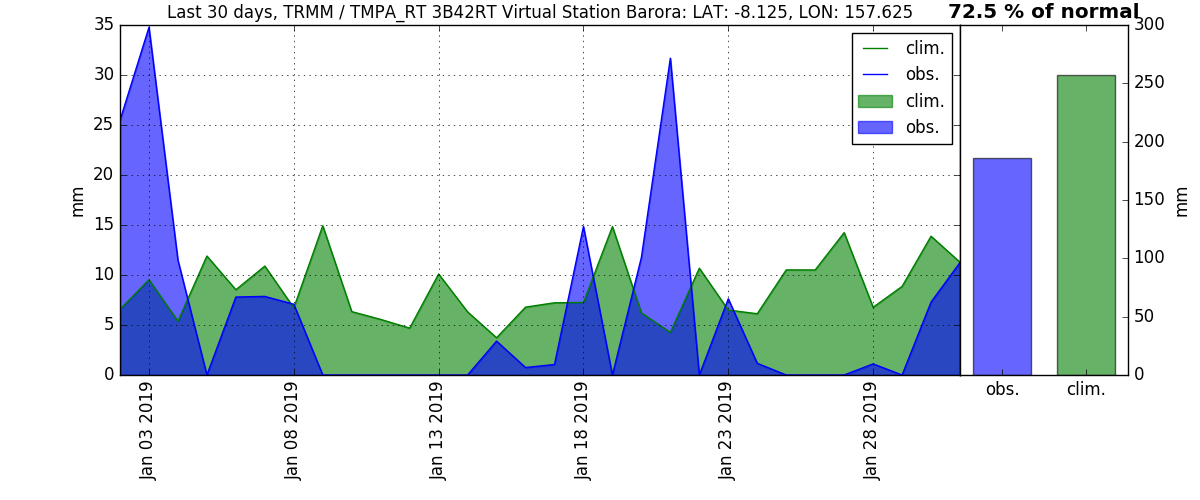 Last 30 days, TRMM / TMPA_RT 3B42RT Virtual Station Barora: LAT: -8.125, LON: 157.625
72.5 % of normal
35
30
25
20
15
10
5
0
mm
clim.
obs.
clim.
obs.
Jan 03 2019
Jan 08 2019
Jan 13 2019
Jan 18 2019
Jan 23 2019
Jan 28 2019
300
250
200
150
100
50
0
mm
obs.
clim.